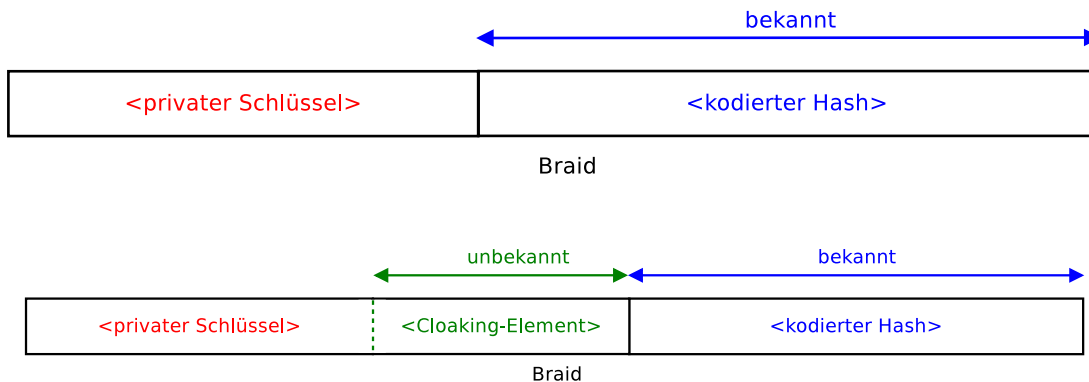 bekannt
<privater Schlüssel> <kodierter Hash>
Braid
unbekannt bekannt
<privater Schlüssel> <Cloaking-Element> <kodierter Hash>
Braid